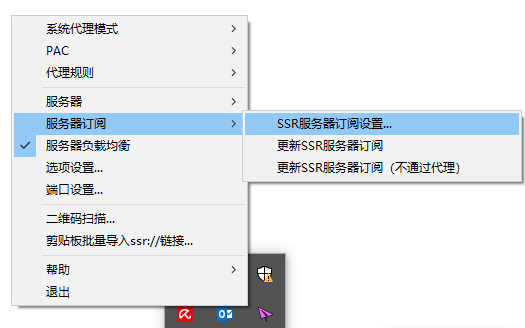 系统代理模式
PAC
代理规则
服务器
服务器订阅
服务器负载均衡
选项设置...
端口设置...
二维码扫描...
剪贴板批量导入ssr://链接...
帮助
退出
SSR服务器订阅设置...
更新SSR服务器订阅
更新SSR服务器订阅（不通过代理）